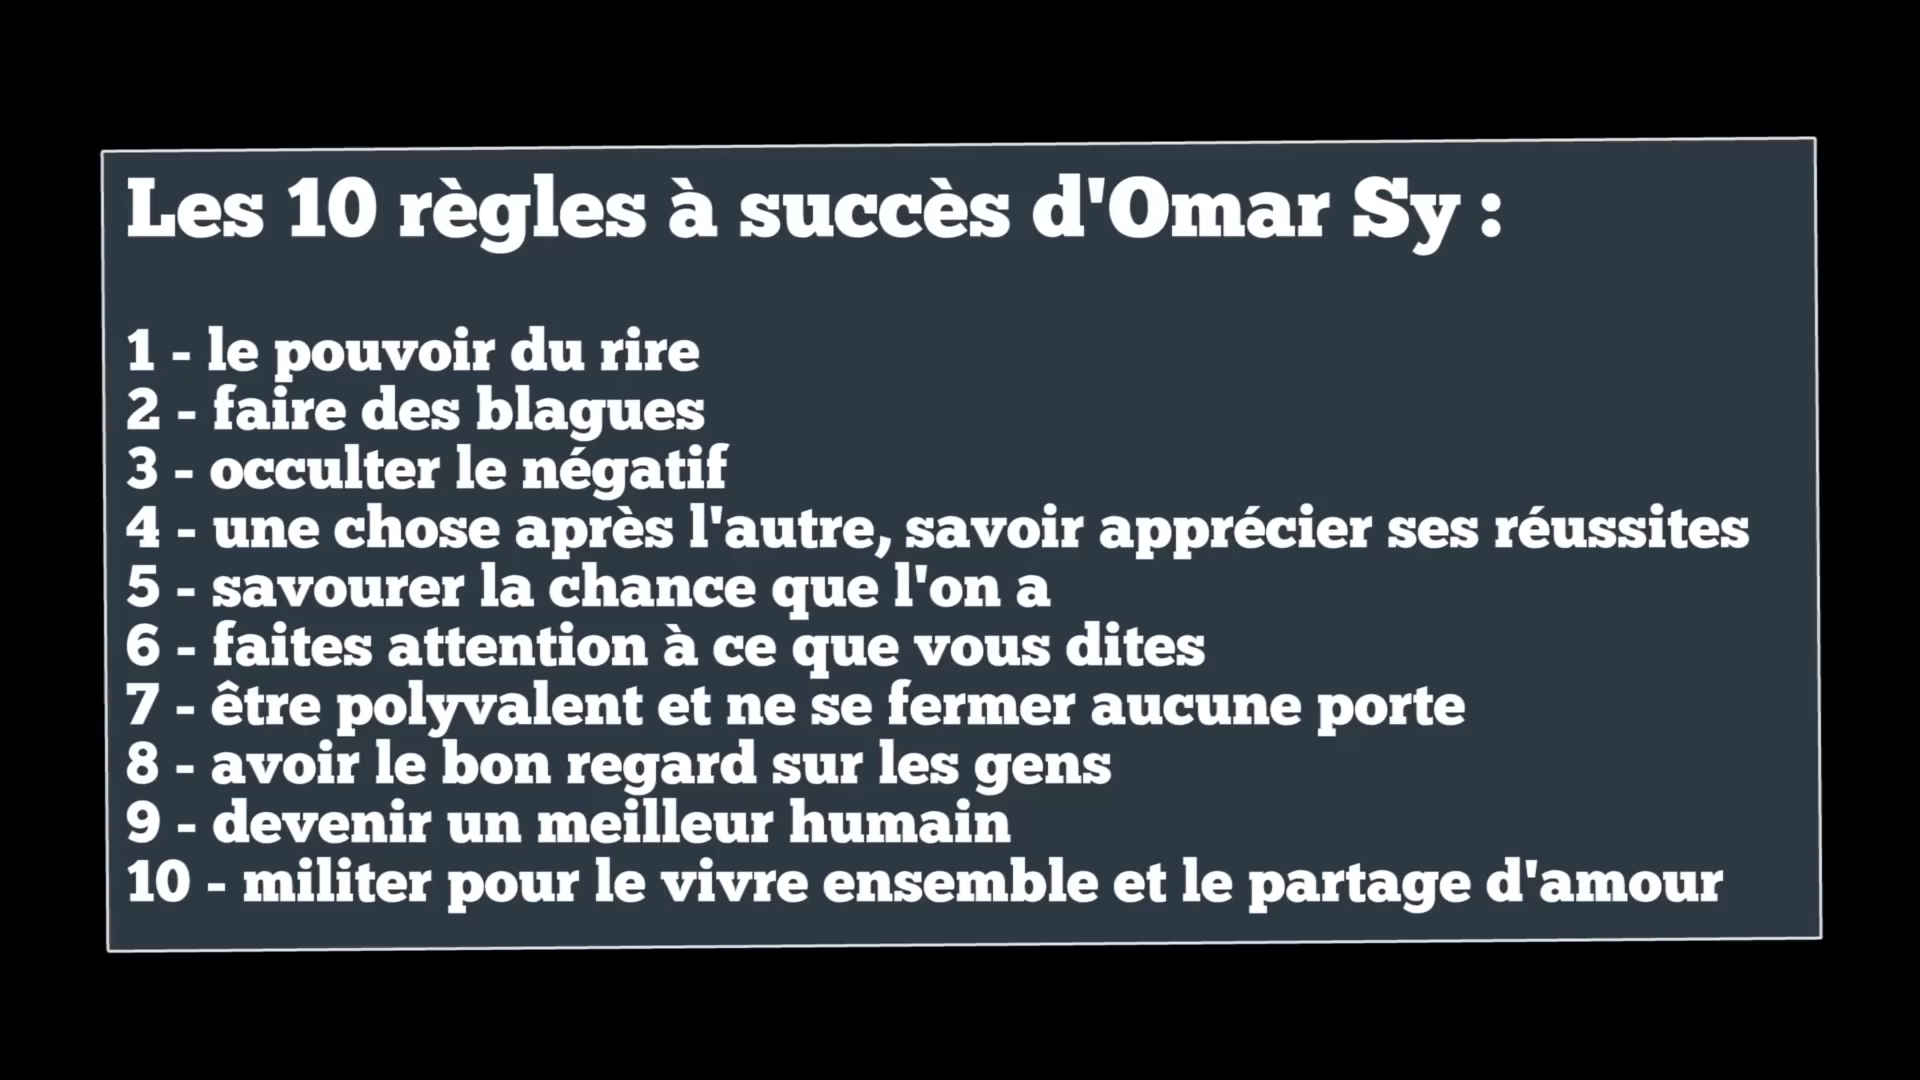 Les 10 règles à succès d'Omar Sy :
1 - le pouvoir du rire
2 - faire des blagues
3 - occulter le négatif
4 - une chose après l'autre, savoir apprécier ses réussites
5 - savourer la chance que l'on a
6 - faites attention à ce que vous dites
7 - être polyvalent et ne se fermer aucune porte
8 - avoir le bon regard sur les gens
9 - devenir un meilleur humain
10 - militer pour le vivre ensemble et le partage d'amour